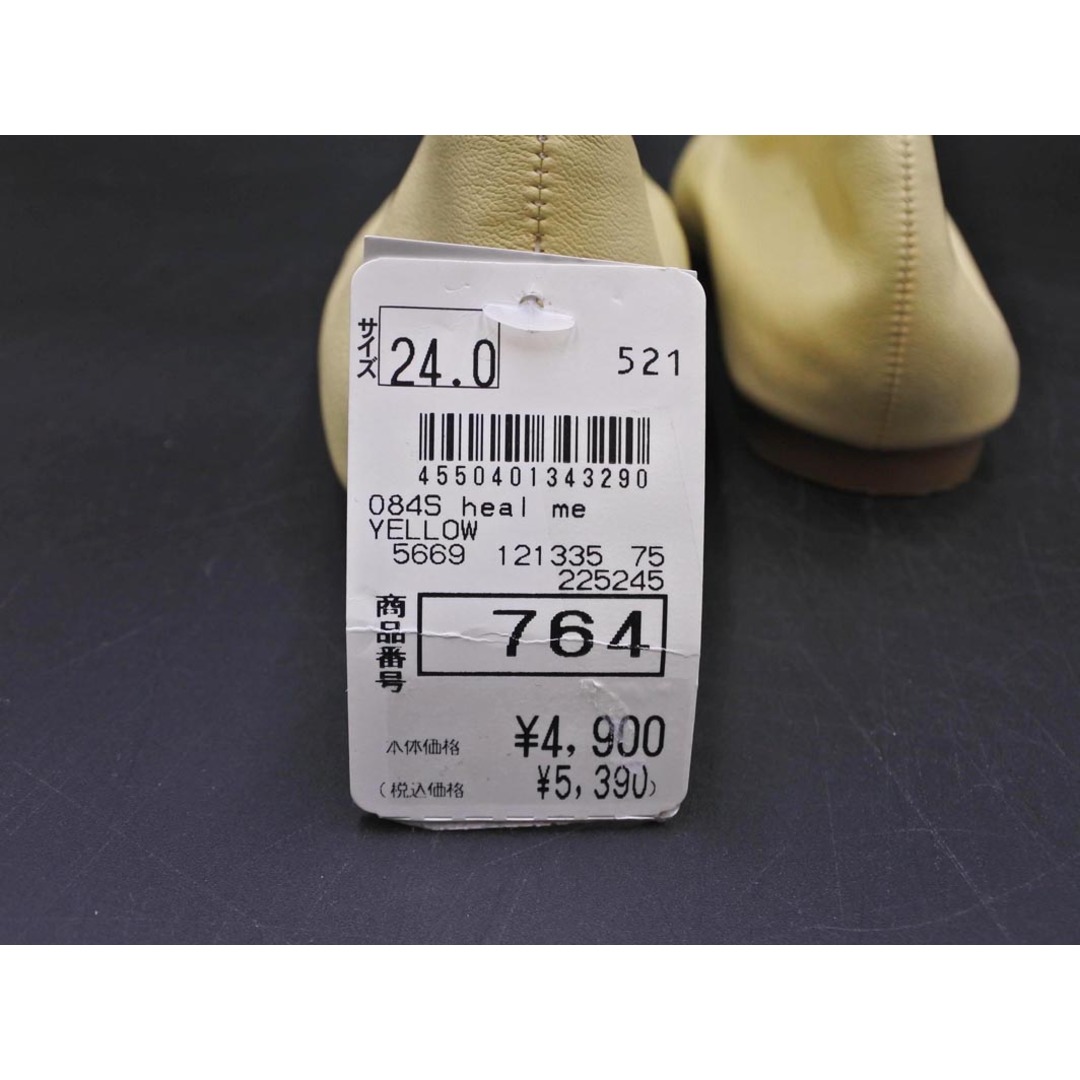 サイズ 24.0 521
4550401343290
084S heal me
YELLOW
5669 121335 75
225245
商品番号 764
本体価格 ¥4,900
(税込価格 ¥5,390)